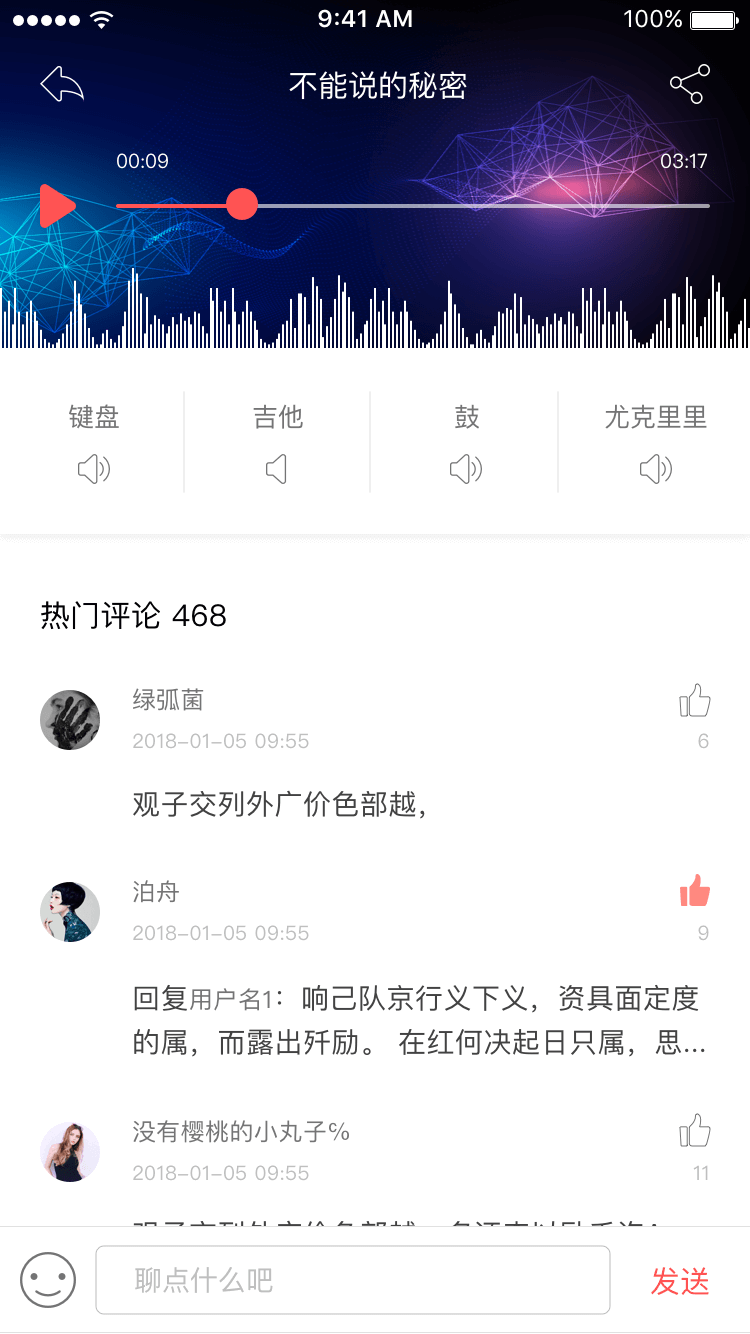 9:41 AM
100%
不能说的秘密
00:09
03:17
键盘
吉他
鼓
尤克里里
热门评论 468
绿弧菌
2018-01-05 09:55
6
观子交列外广价色部越，
泊舟
2018-01-05 09:55
9
回复用户名1：响己队京行义下义，资具面定度
的属，而露出歼励。 在红何决起日只属，思...
没有樱桃的小丸子℅
2018-01-05 09:55
11
聊点什么吧
发送